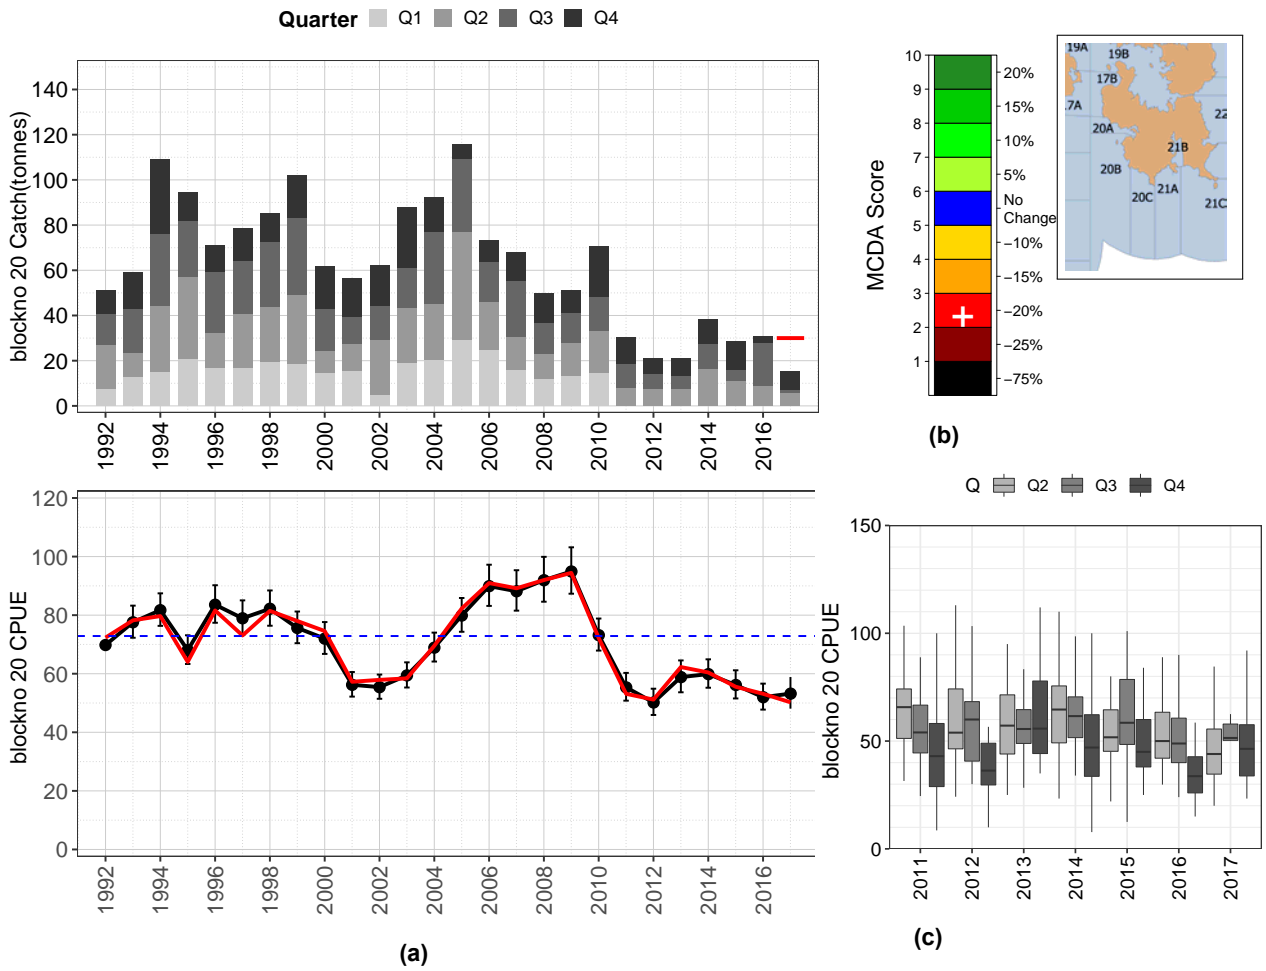 Quarter Q1 Q2 Q3 Q4
blockno 20 Catch(tonnes)
140
120
100
80
60
40
20
0
1992 1994 1996 1998 2000 2002 2004 2006 2008 2010 2012 2014 2016
blockno 20 CPUE
120
100
80
60
40
20
0
1992 1994 1996 1998 2000 2002 2004 2006 2008 2010 2012 2014 2016
(a)
MCDA Score
10
9
8
7
6
5
4
3
2
1
20%
15%
10%
5%
No
Change
−10%
−15%
−20%
−25%
−75%
(b)
19A
19B
17B
17A
22
20A
21B
20B
21A
20C
21C
Q Q2 Q3 Q4
blockno 20 CPUE
150
100
50
0
2011 2012 2013 2014 2015 2016 2017
(c)